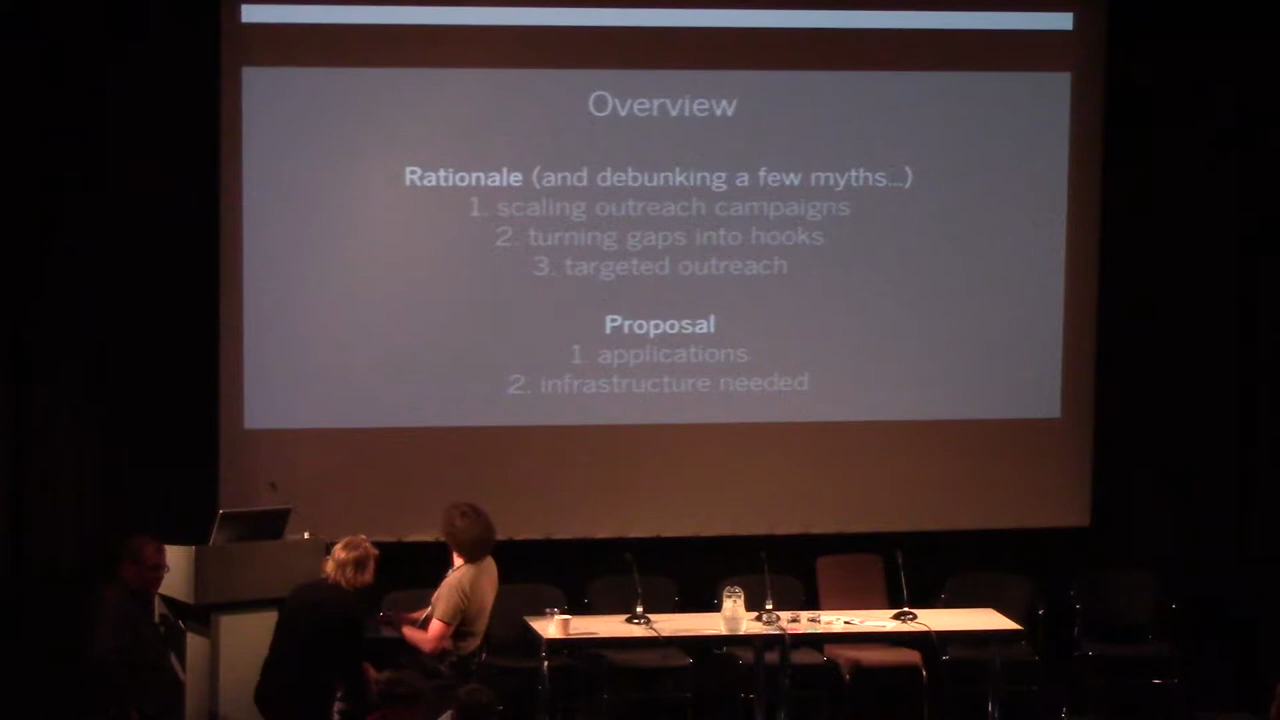 Overview
Rationale (and debunking a few myths...)
1. scaling outreach campaigns
2. turning gaps into hooks
3. targeted outreach
Proposal
1. applications
2. infrastructure needed